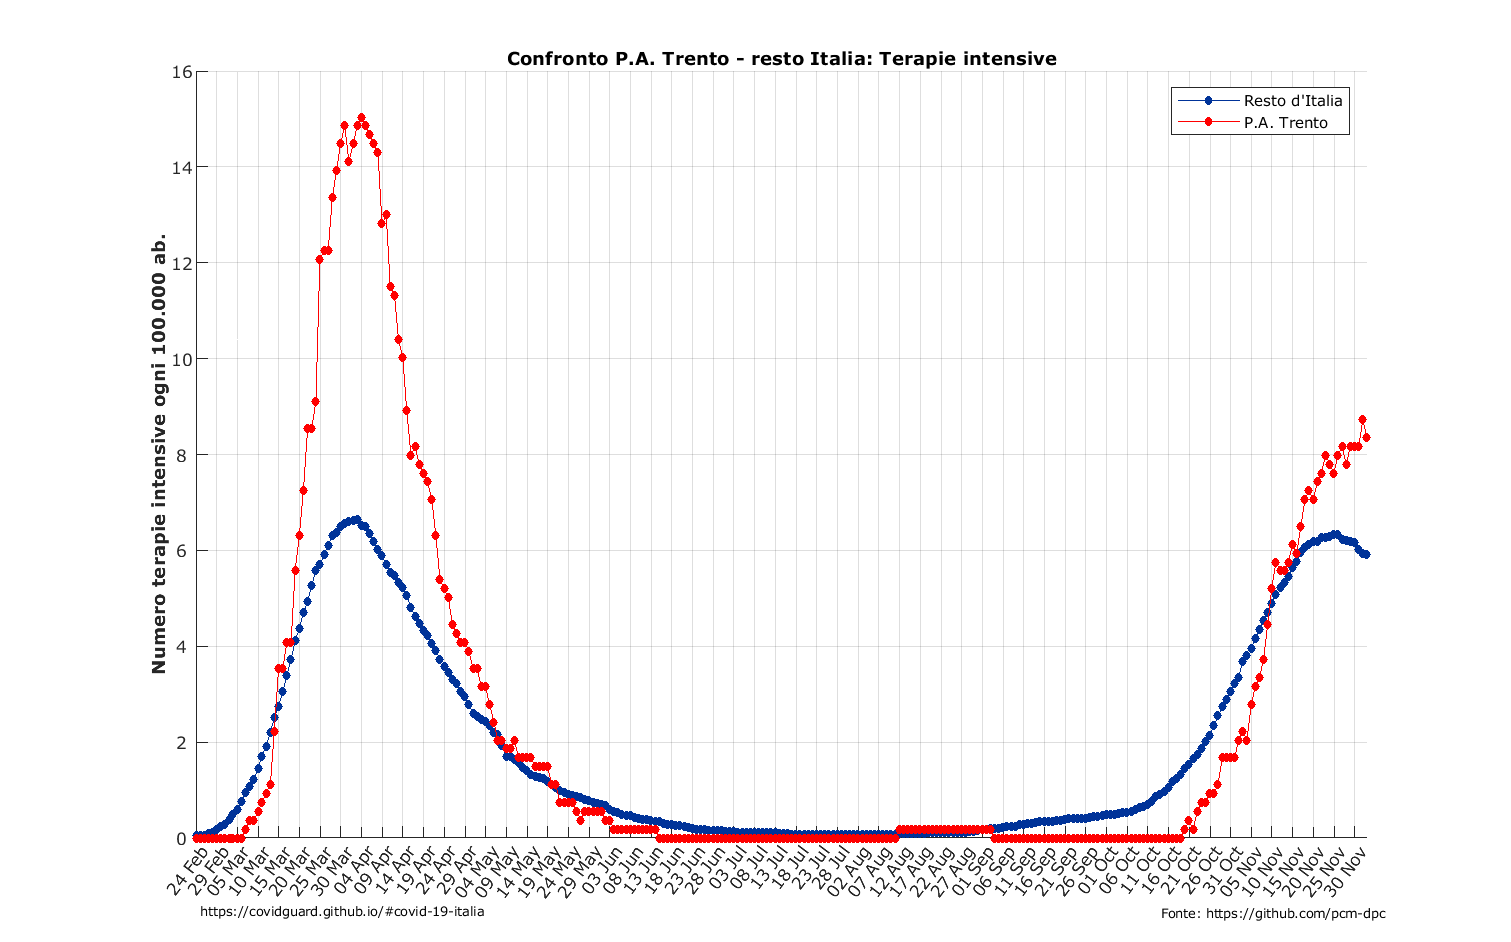 Confronto P.A. Trento - resto Italia: Terapie intensive
Resto d'Italia
P.A. Trento
Numero terapie intensive ogni 100.000 ab.
16
14
12
10
8
6
4
2
0
24 Feb
29 Feb
05 Mar
10 Mar
15 Mar
20 Mar
25 Mar
30 Mar
04 Apr
09 Apr
14 Apr
19 Apr
24 Apr
29 Apr
04 May
09 May
14 May
19 May
24 May
29 May
03 Jun
08 Jun
13 Jun
18 Jun
23 Jun
28 Jun
03 Jul
08 Jul
13 Jul
18 Jul
23 Jul
28 Jul
02 Aug
07 Aug
12 Aug
17 Aug
22 Aug
27 Aug
01 Sep
06 Sep
11 Sep
16 Sep
21 Sep
26 Sep
01 Oct
06 Oct
11 Oct
16 Oct
21 Oct
26 Oct
31 Oct
05 Nov
10 Nov
15 Nov
20 Nov
25 Nov
30 Nov
https://covidguard.github.io/#covid-19-italia
Fonte: https://github.com/pcm-dpc